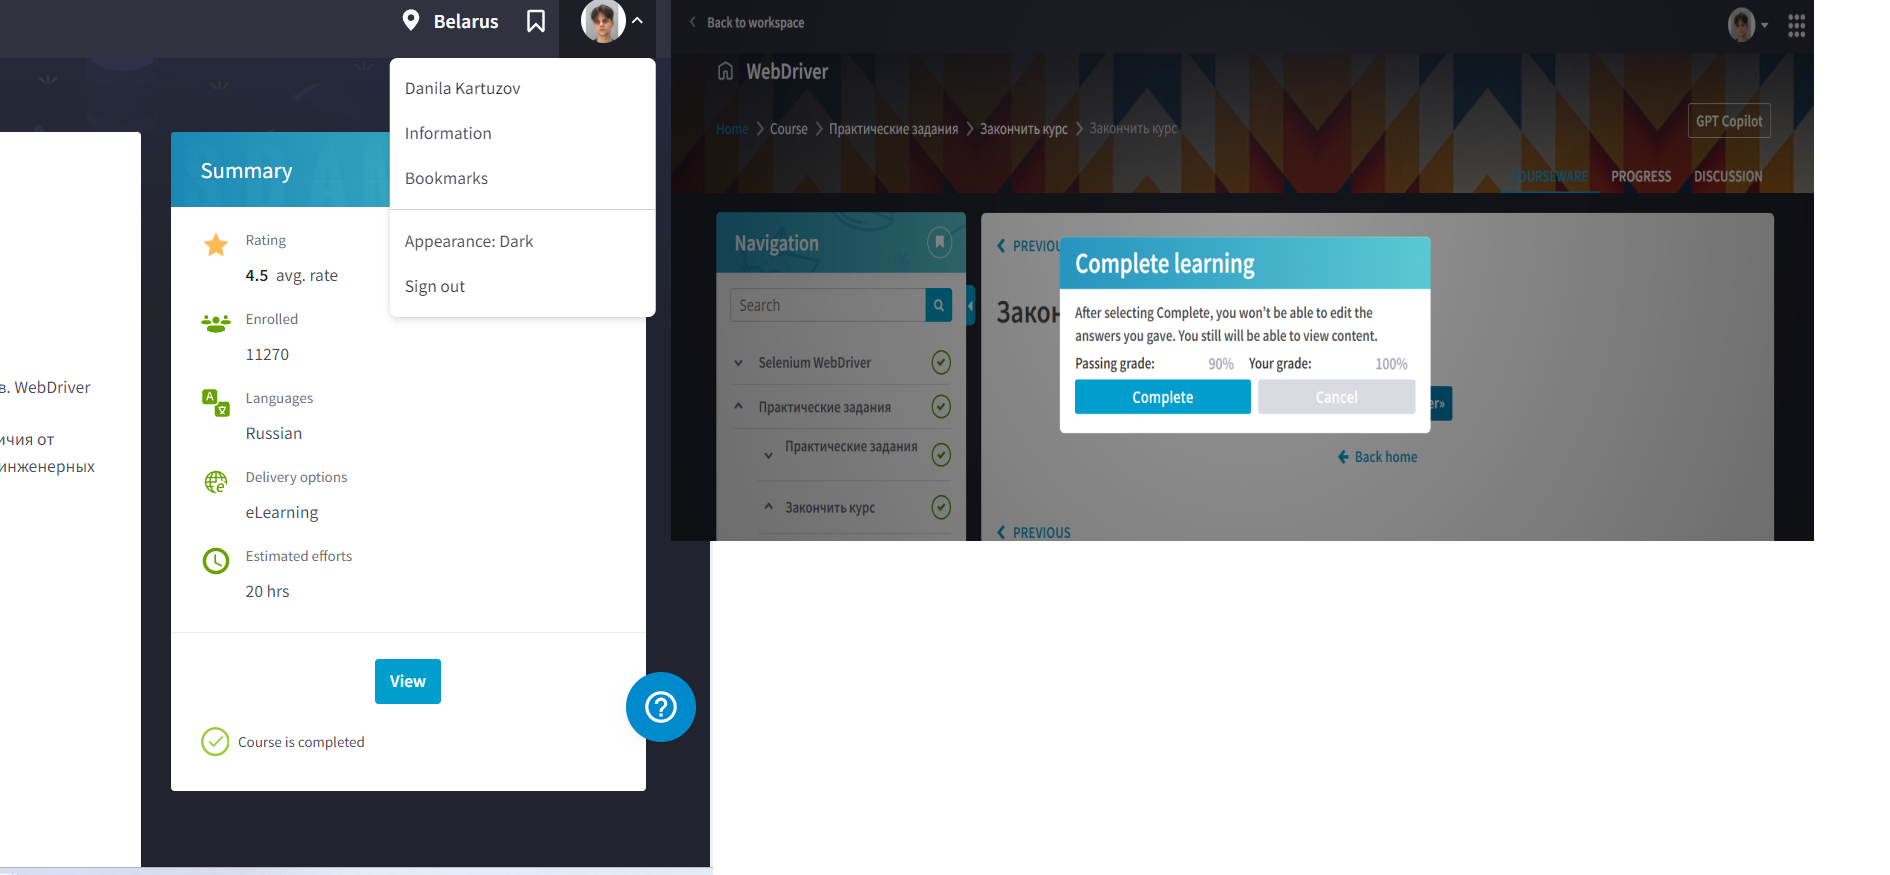 Belarus
Danila Kartuzov
Information
Bookmarks
Appearance: Dark
Sign out
Summary
Rating
4.5 avg. rate
Enrolled
11270
Languages
Russian
Delivery options
eLearning
Estimated efforts
20 hrs
View
Course is completed
в. WebDriver
ичия от
инженерных
Back to workspace
WebDriver
Home > Course > Практические задания > Закончить курс > Закончить курс
GPT Copilot
COURSEWARE PROGRESS DISCUSSION
Navigation
Search
Selenium WebDriver
Практические задания
Практические задания
Закончить курс
PREVIOU
Закон
Complete learning
After selecting Complete, you won't be able to edit the
answers you gave. You still will be able to view content.
Passing grade: 90% Your grade: 100%
Complete Cancel
er»
Back home
PREVIOUS